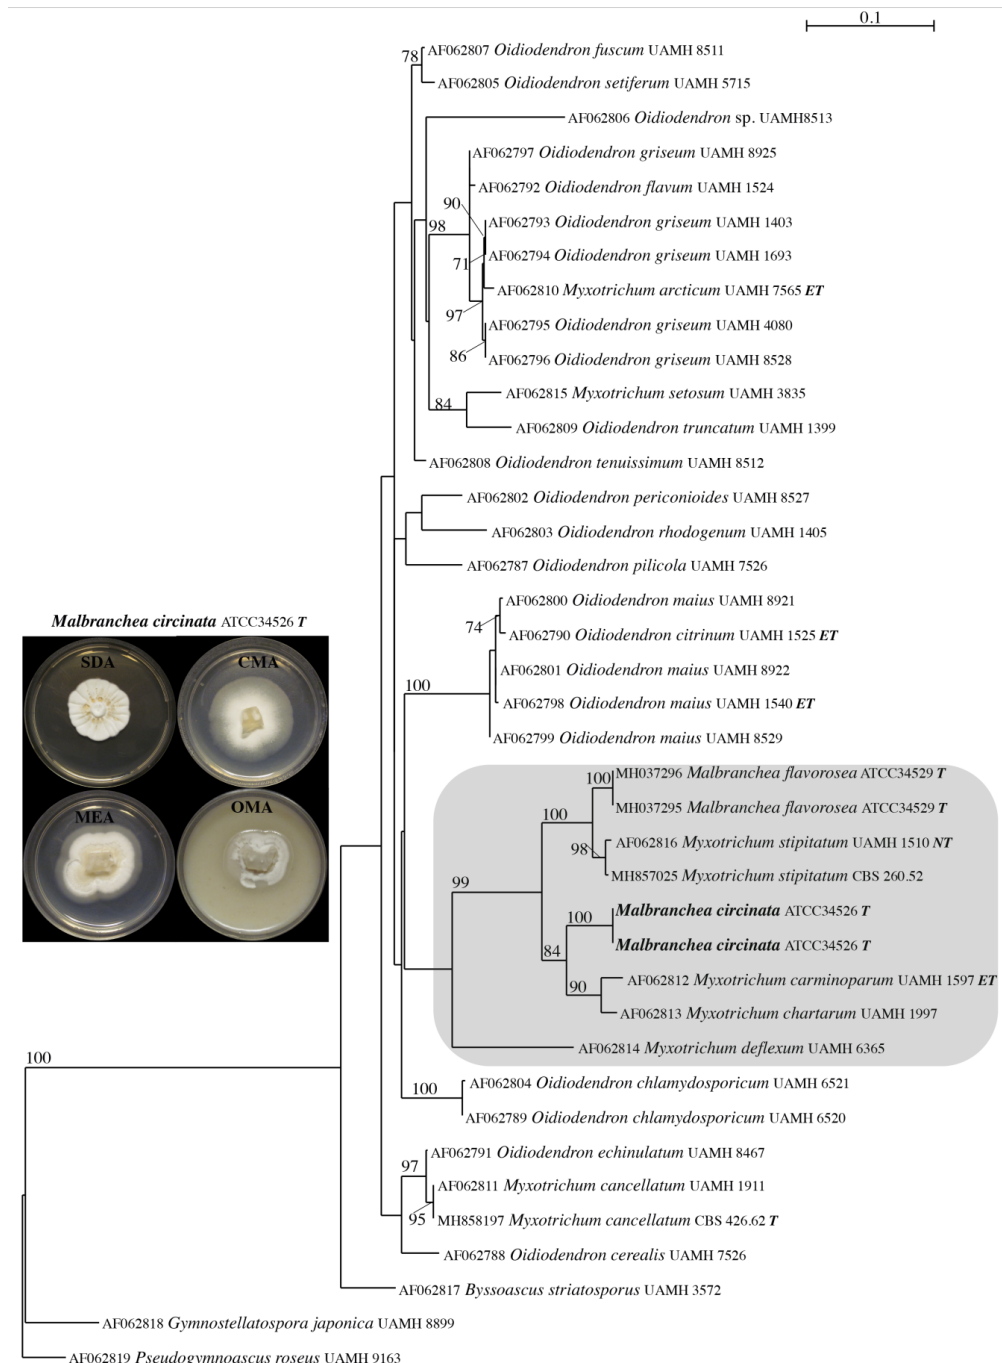 0.1
78
AF062807 Oidiodendron fuscum UAMH 8511
AF062805 Oidiodendron setiferum UAMH 5715
AF062806 Oidiodendron sp. UAMH8513
AF062797 Oidiodendron griseum UAMH 8925
AF062792 Oidiodendron flavum UAMH 1524
90
AF062793 Oidiodendron griseum UAMH 1403
98
AF062794 Oidiodendron griseum UAMH 1693
71
AF062810 Myxotrichum arcticum UAMH 7565 ET
97
AF062795 Oidiodendron griseum UAMH 4080
86
AF062796 Oidiodendron griseum UAMH 8528
AF062815 Myxotrichum setosum UAMH 3835
84
AF062809 Oidiodendron truncatum UAMH 1399
AF062808 Oidiodendron tenuissimum UAMH 8512
AF062802 Oidiodendron periconioides UAMH 8527
AF062803 Oidiodendron rhodogenum UAMH 1405
AF062787 Oidiodendron pilicola UAMH 7526
AF062800 Oidiodendron maius UAMH 8921
74
AF062790 Oidiodendron citrinum UAMH 1525 ET
AF062801 Oidiodendron maius UAMH 8922
100
AF062798 Oidiodendron maius UAMH 1540 ET
AF062799 Oidiodendron maius UAMH 8529
Malbranchea circinata ATCC34526 T
SDA
CMA
MEA
OMA
100
MH037296 Malbranchea flavorosea ATCC34529 T
MH037295 Malbranchea flavorosea ATCC34529 T
100
AF062816 Myxotrichum stipitatum UAMH 1510 NT
98
MH857025 Myxotrichum stipitatum CBS 260.52
99
Malbranchea circinata ATCC34526 T
100
Malbranchea circinata ATCC34526 T
84
AF062812 Myxotrichum carminoparum UAMH 1597 ET
90
AF062813 Myxotrichum chartarum UAMH 1997
AF062814 Myxotrichum deflexum UAMH 6365
100
AF062804 Oidiodendron chlamydosporicum UAMH 6521
100
AF062789 Oidiodendron chlamydosporicum UAMH 6520
AF062791 Oidiodendron echinulatum UAMH 8467
97
AF062811 Myxotrichum cancellatum UAMH 1911
95
MH858197 Myxotrichum cancellatum CBS 426.62 T
AF062788 Oidiodendron cerealis UAMH 7526
AF062817 Byssoascus striatosporus UAMH 3572
AF062818 Gymnostellatospora japonica UAMH 8899
AF062819 Pseudogymnoascus roseus UAMH 9163